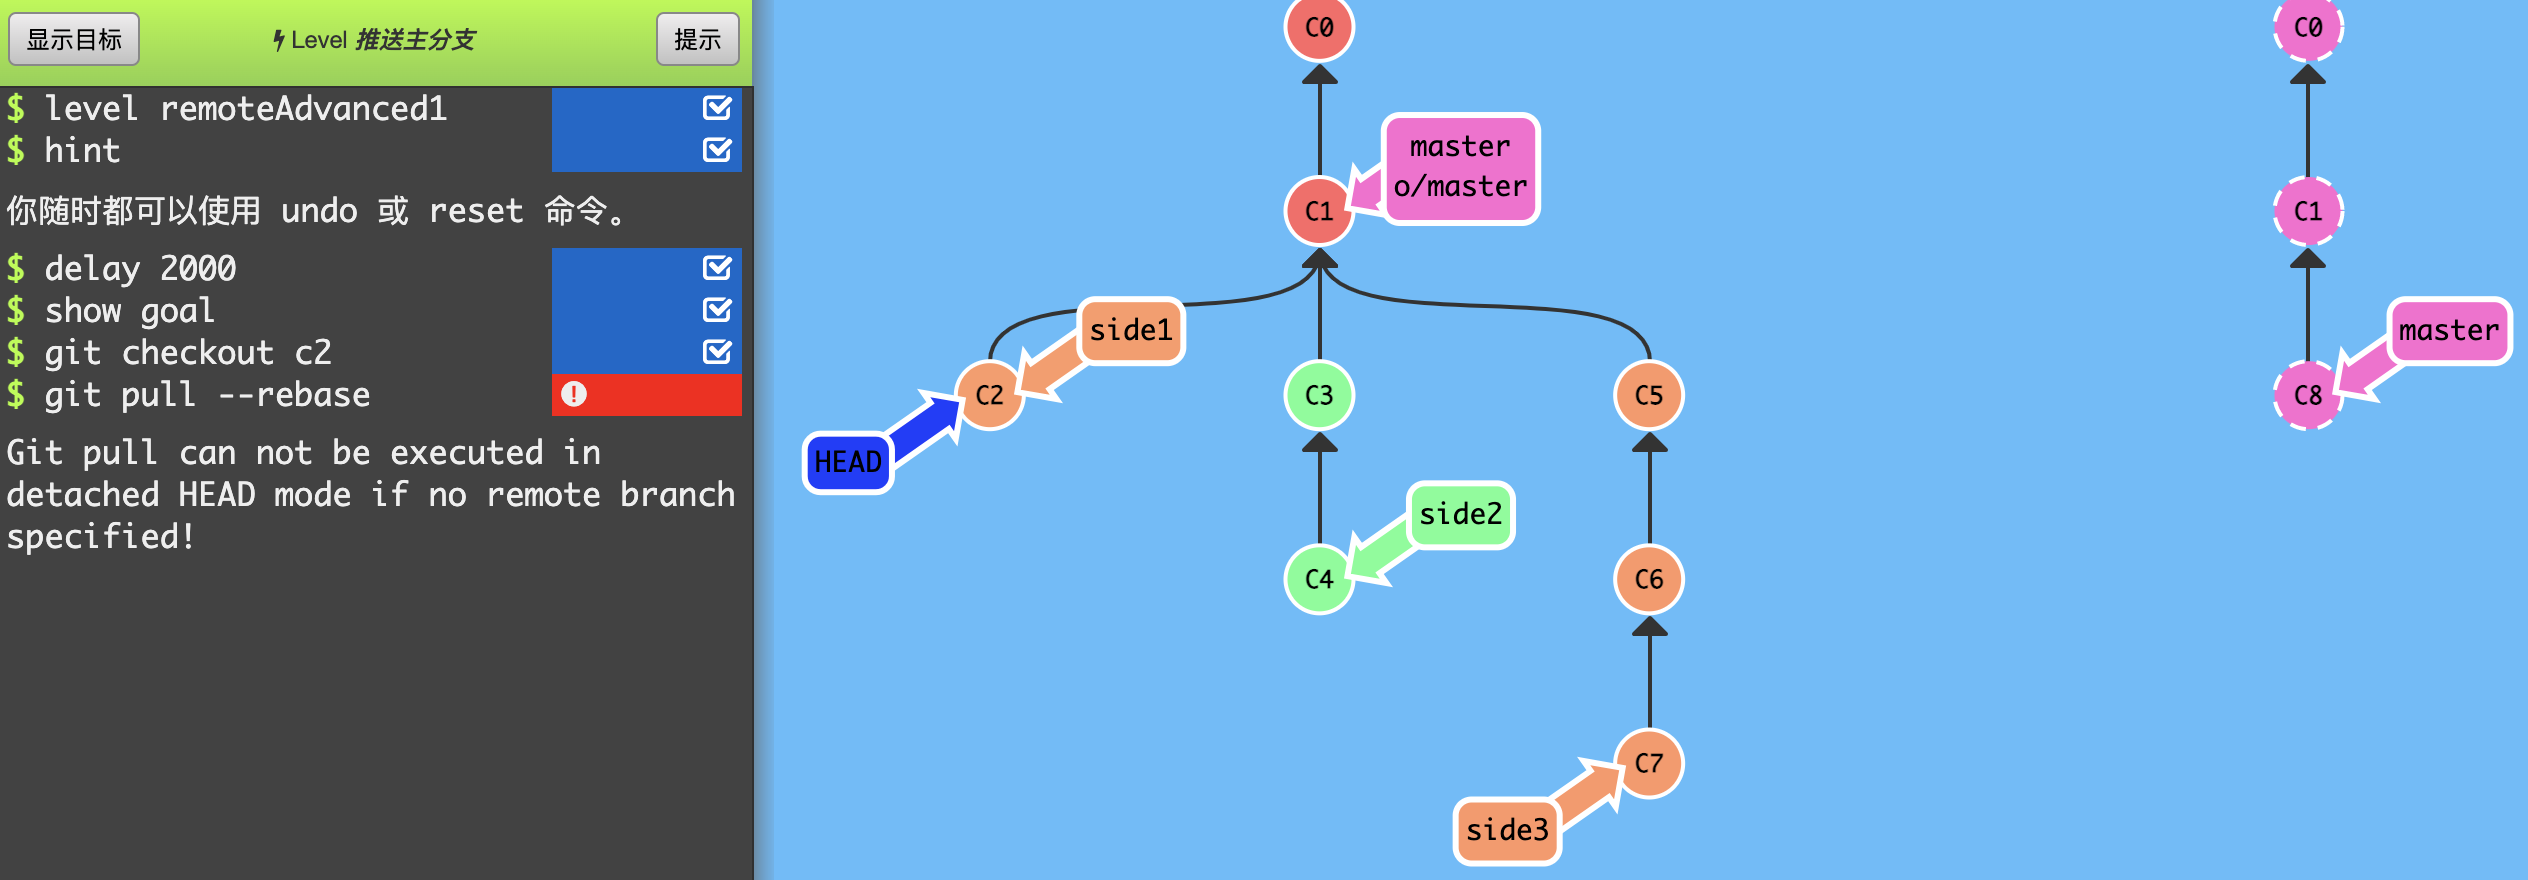 显示目标
Level 推送主分支
提示
$ level remoteAdvanced1
$ hint
你随时都可以使用 undo 或 reset 命令。
$ delay 2000
$ show goal
$ git checkout c2
$ git pull --rebase
Git pull can not be executed in
detached HEAD mode if no remote branch
specified!
C0
master
o/master
C1
side1
C2
HEAD
C3
C5
side2
C4
C6
C7
side3
C0
C1
master
C8